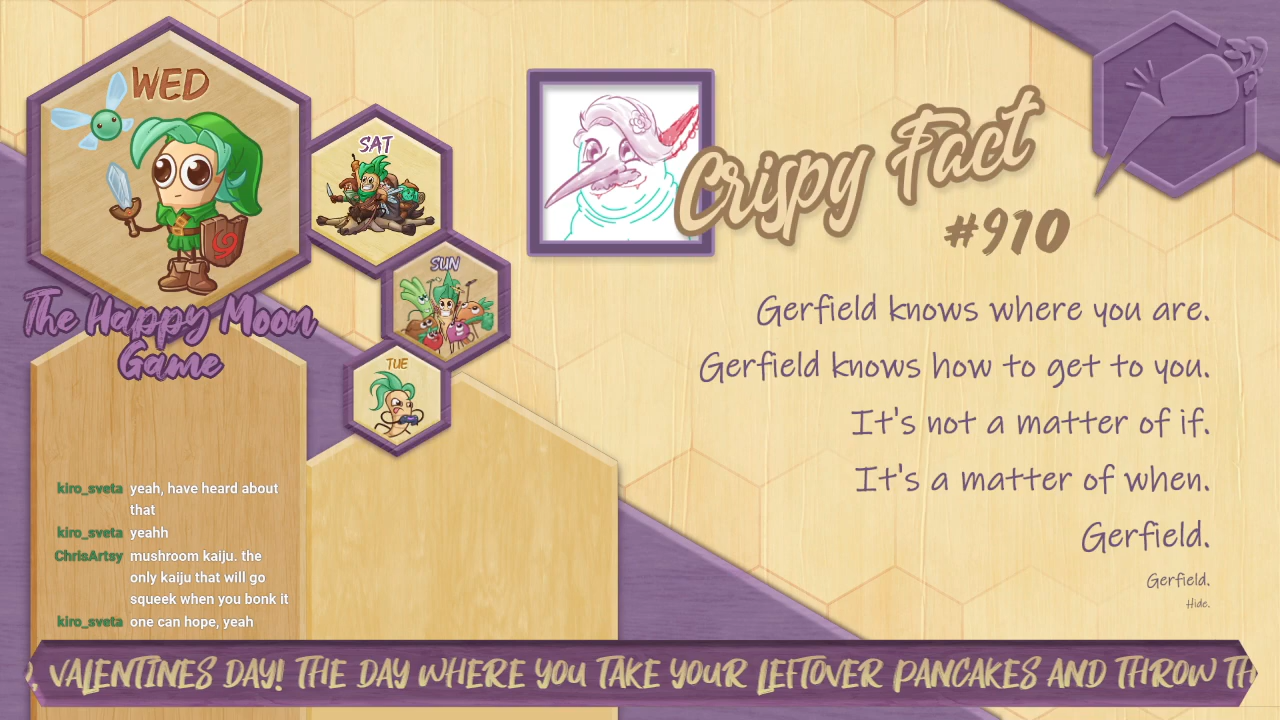 WED
SAT
SUN
TUE
The Happy Moon
Game
kiro_sveta yeah, have heard about
that
kiro_sveta yeahh
ChrisArtsy mushroom kaiju. the
only kaiju that will go
squeek when you bonk it
kiro_sveta one can hope, yeah
Crispy Fact
#910
Gerfield knows where you are.
Gerfield knows how to get to you.
It's not a matter of if.
It's a matter of when.
Gerfield.
Gerfield.
Hide.
, VALENTINES DAY! THE DAY WHERE YOU TAKE YOUR LEFTOVER PANCAKES AND THROW